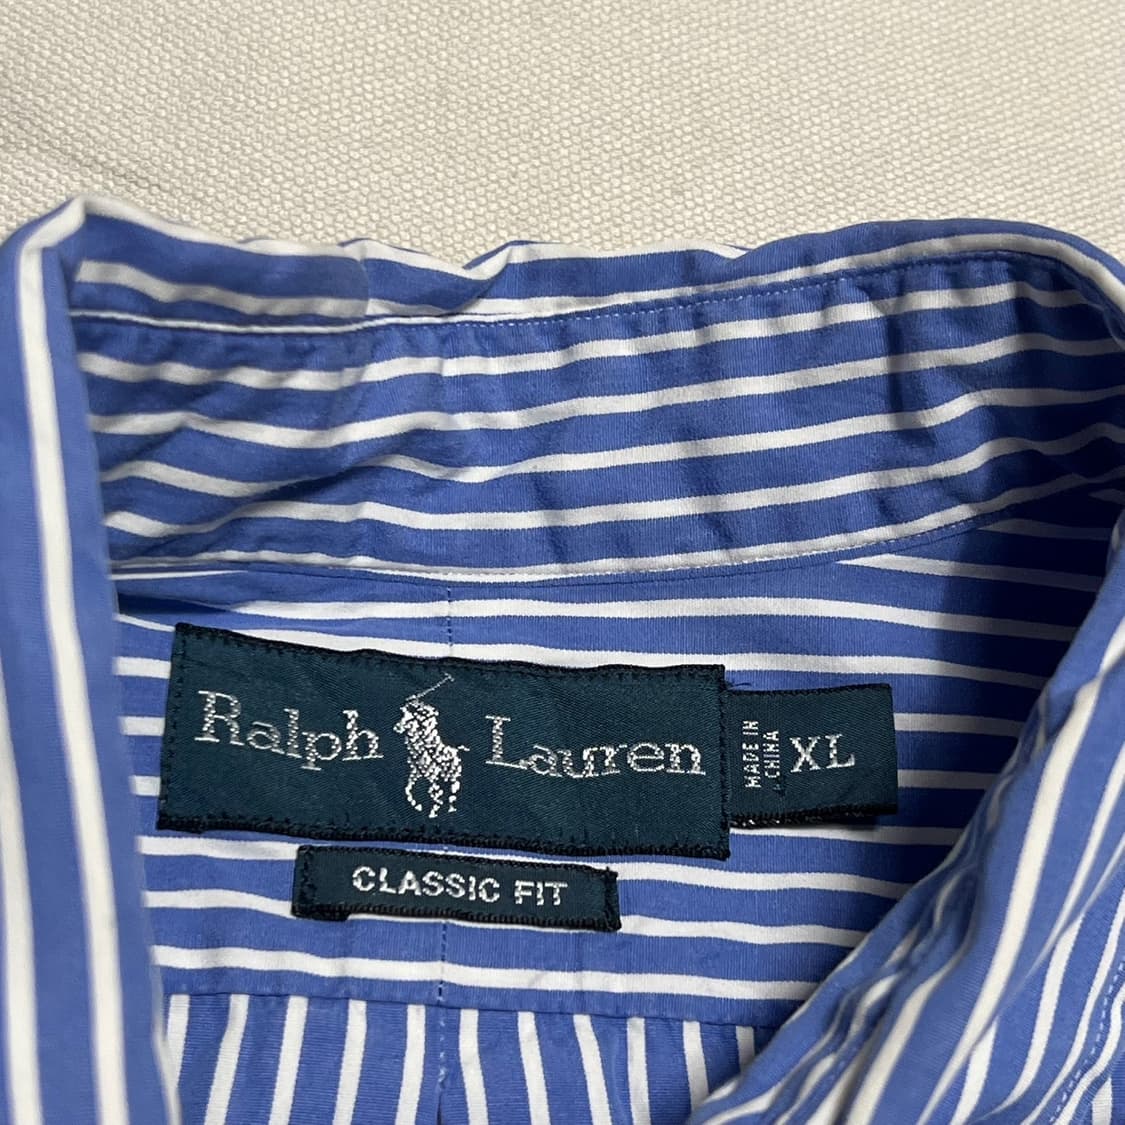 Ralph Lauren
MADE IN
CHINA
XL
CLASSIC FIT